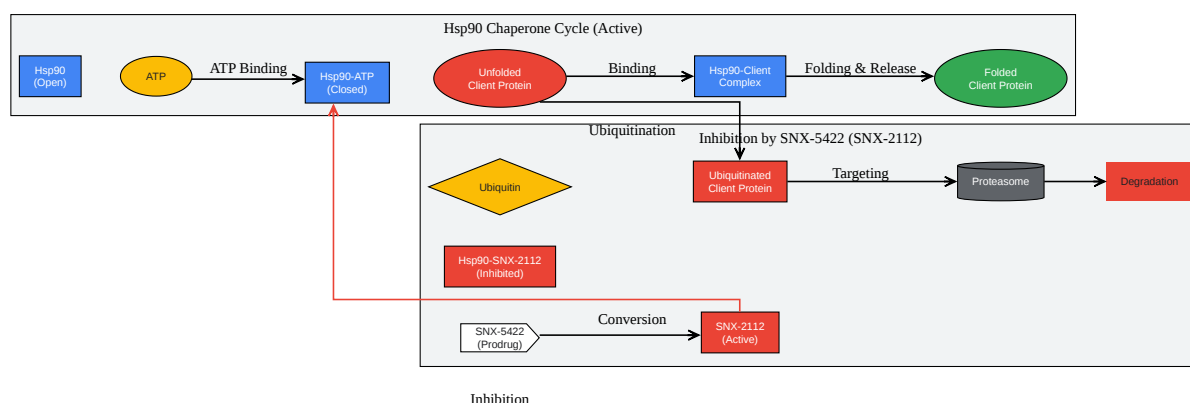 Hsp90 Chaperone Cycle (Active)
Hsp90
(Open)
ATP
ATP Binding
Hsp90-ATP
(Closed)
Unfolded
Client Protein
Binding
Hsp90-Client
Complex
Folding & Release
Folded
Client Protein
Ubiquitination
Inhibition by SNX-5422 (SNX-2112)
Ubiquitin
Ubiquitinated
Client Protein
Targeting
Proteasome
Degradation
Hsp90-SNX-2112
(Inhibited)
SNX-5422
(Prodrug)
Conversion
SNX-2112
(Active)
Inhibition